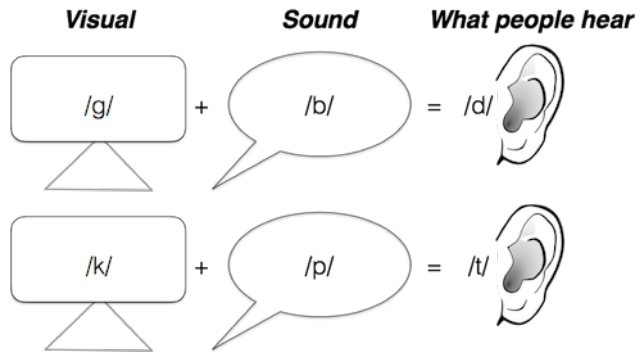 Visual Sound What people hear
/g/ + /b/ = /d/
/k/ + /p/ = /t/